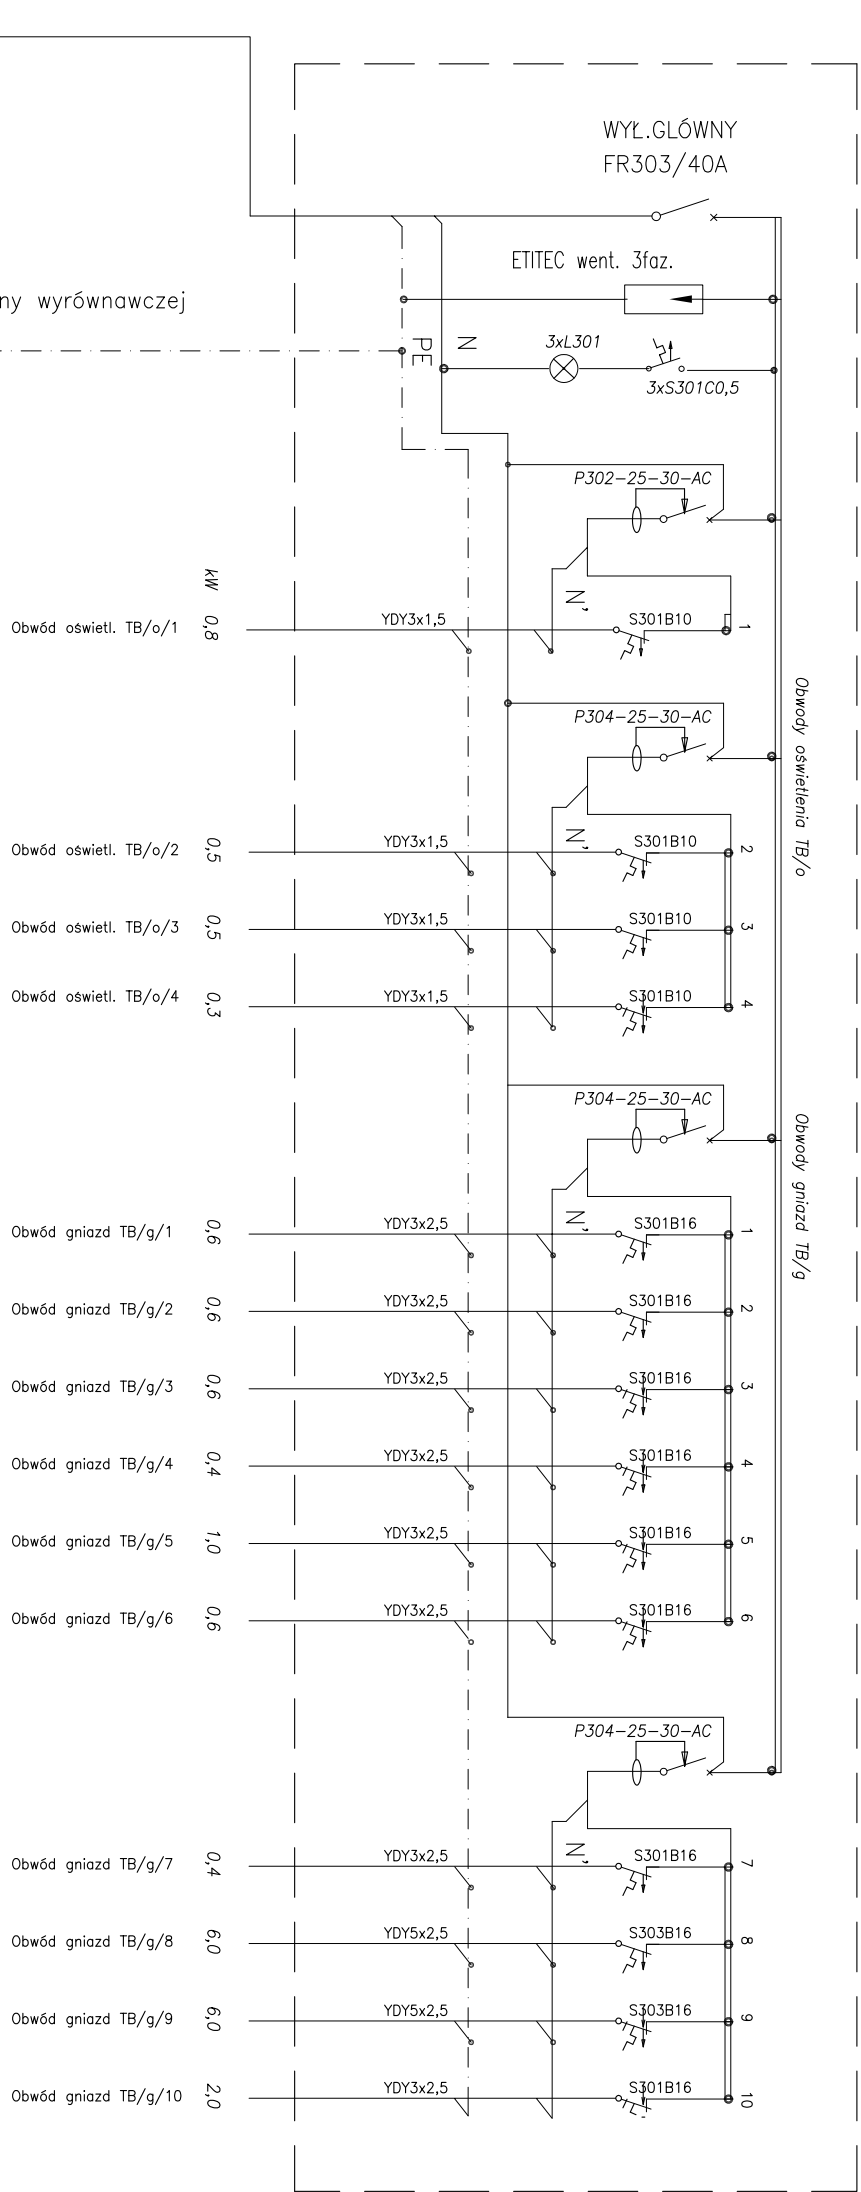 WYŁ.GLÓWNY
FR303/40A
ETITEC went. 3faz.
ny wyrównawczej
PE
N
3xL301
3xS301C0,5
P302-25-30-AC
kW
N'
Obwód oświetl. TB/o/1
0,8
YDY3x1,5
S301B10
1
Obwody oświetlenia TB/o
P304-25-30-AC
N'
Obwód oświetl. TB/o/2
0,5
YDY3x1,5
S301B10
2
Obwód oświetl. TB/o/3
0,5
YDY3x1,5
S301B10
3
Obwód oświetl. TB/o/4
0,3
YDY3x1,5
S301B10
4
P304-25-30-AC
Obwody gniazd TB/g
N'
Obwód gniazd TB/g/1
0,6
YDY3x2,5
S301B16
1
Obwód gniazd TB/g/2
0,6
YDY3x2,5
S301B16
2
Obwód gniazd TB/g/3
0,6
YDY3x2,5
S301B16
3
Obwód gniazd TB/g/4
0,4
YDY3x2,5
S301B16
4
Obwód gniazd TB/g/5
1,0
YDY3x2,5
S301B16
5
Obwód gniazd TB/g/6
0,6
YDY3x2,5
S301B16
6
P304-25-30-AC
N'
Obwód gniazd TB/g/7
0,4
YDY3x2,5
S301B16
7
Obwód gniazd TB/g/8
6,0
YDY5x2,5
S303B16
8
Obwód gniazd TB/g/9
6,0
YDY5x2,5
S303B16
9
Obwód gniazd TB/g/10
2,0
YDY3x2,5
S301B16
10